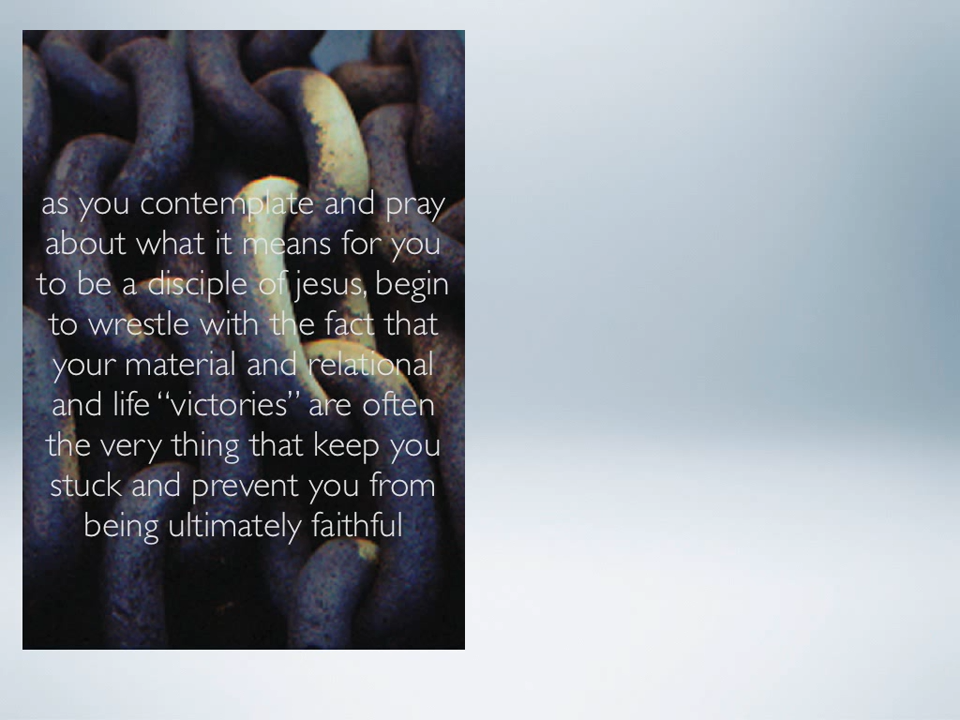 as you contemplate and pray
about what it means for you
to be a disciple of jesus, begin
to wrestle with the fact that
your material and relational
and life “victories” are often
the very thing that keep you
stuck and prevent you from
being ultimately faithful